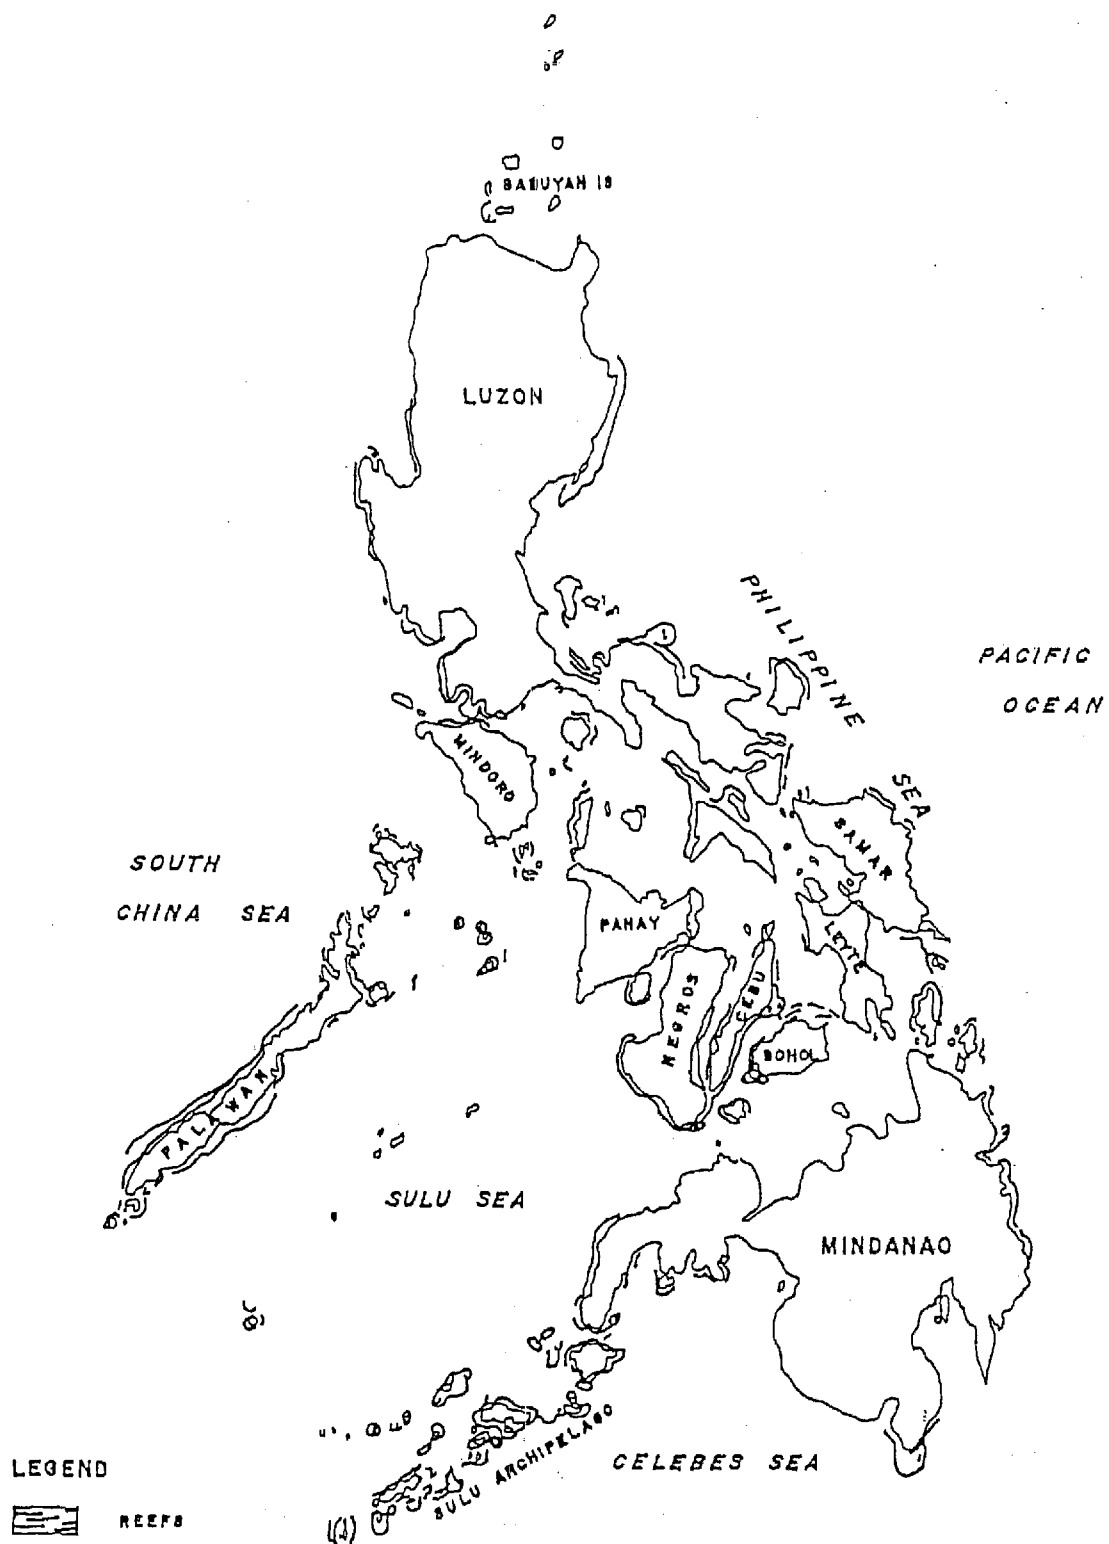 BABUYAN IS
LUZON
PHILIPPINE
SEA
PACIFIC
OCEAN
MINDORO
SAMAR
SOUTH
CHINA SEA
PANAY
LEYTE
CEBU
NEGROS
BOHOL
PALAWAN
SULU SEA
MINDANAO
SULU ARCHIPELAGO
CELEBES SEA
LEGEND
REEFS